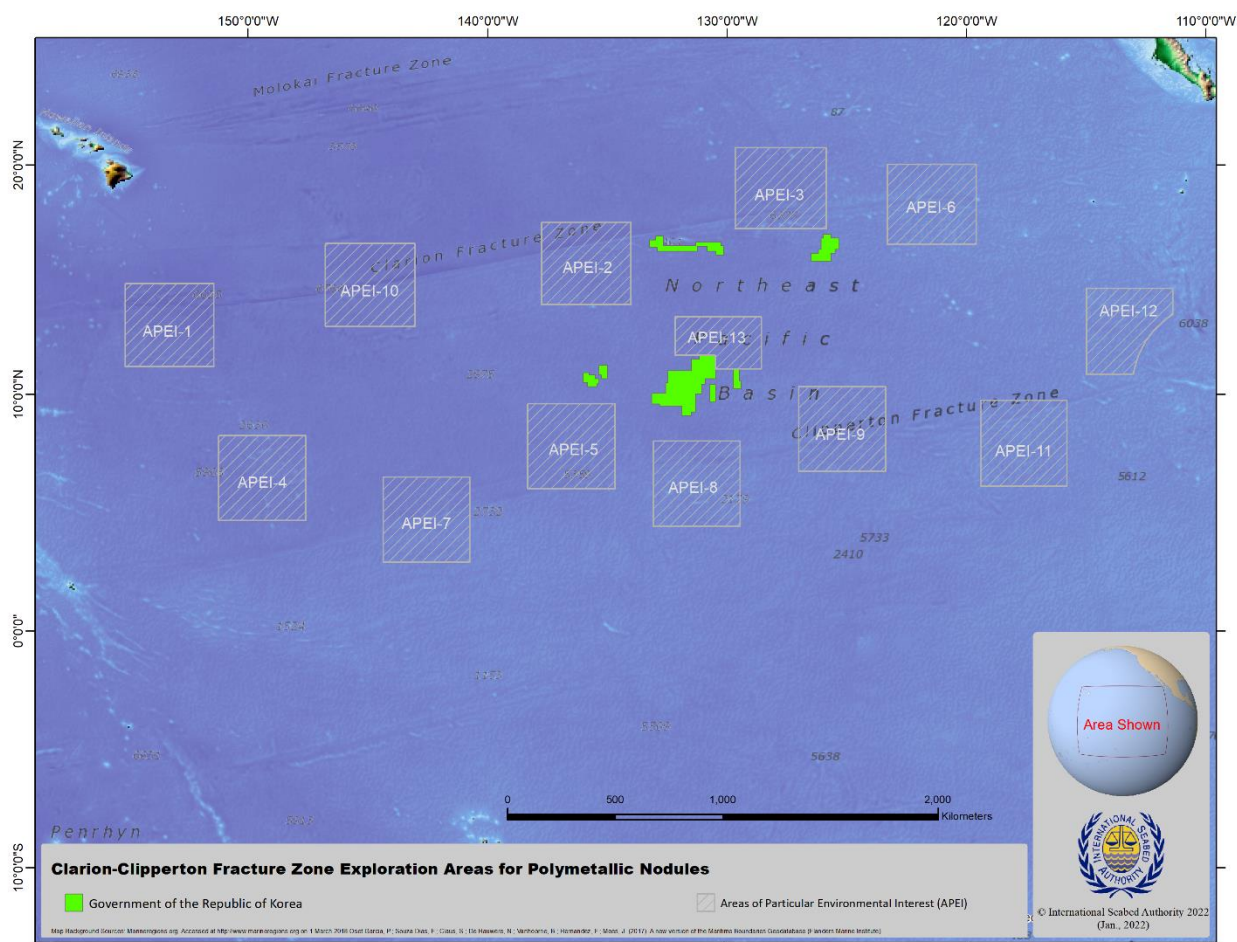 150°0'0"W 140°0'0"W 130°0'0"W 120°0'0"W 110°0'0"W
Molokai Fracture Zone
87
20°0'0"N
APEI-3
APEI-6
Clarion Fracture Zone
APEI-2
APEI-10
Northeast
APEI-1
APEI-12
6038
APEI-13
Pacific
10°0'0"N
Basin
Clipperton Fracture Zone
APEI-9
APEI-5
APEI-11
APEI-4
APEI-8
5612
APEI-7
5733
2410
0°0'0"
Area Shown
5638
0 500 1,000 2,000
Kilometers
Penrhyn
10°0'0"S
Clarion-Clipperton Fracture Zone Exploration Areas for Polymetallic Nodules
Government of the Republic of Korea
Areas of Particular Environmental Interest (APEI)
INTERNATIONAL SEABED AUTHORITY
© International Seabed Authority 2022
(Jan., 2022)